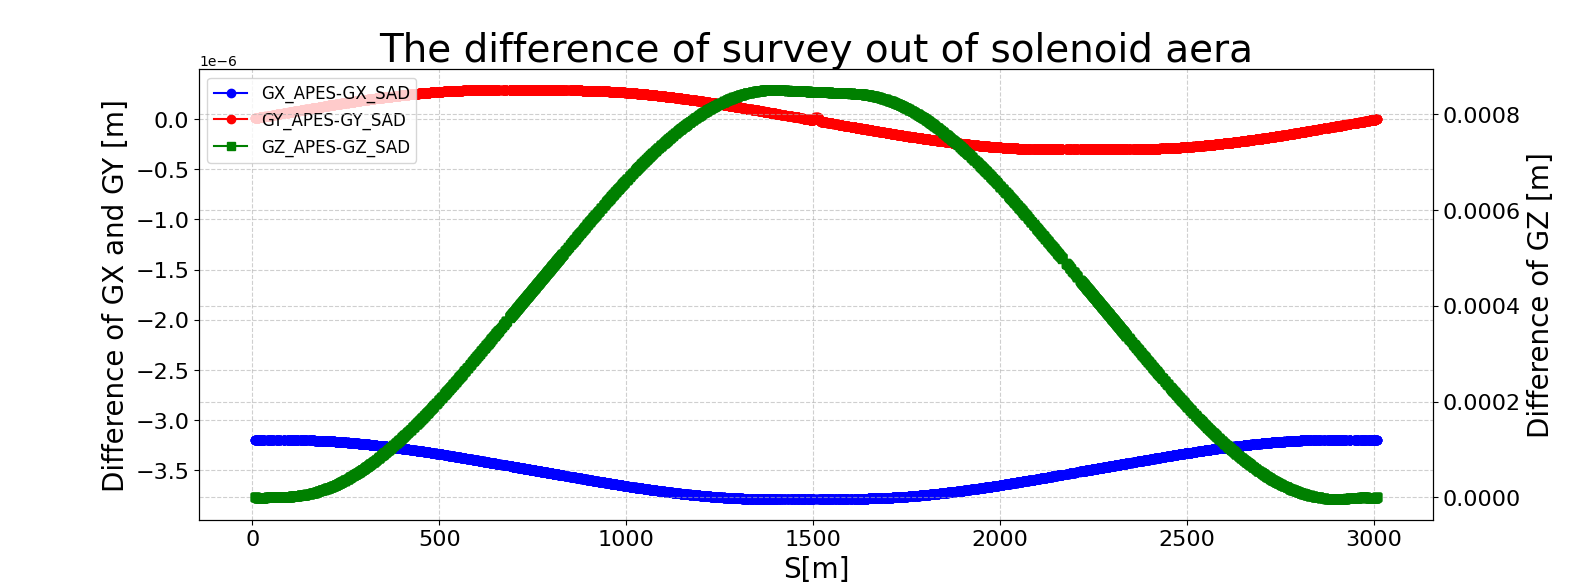 The difference of survey out of solenoid aera
1e−6
GX_APES-GX_SAD
GY_APES-GY_SAD
GZ_APES-GZ_SAD
Difference of GX and GY [m]
0.0
−0.5
−1.0
−1.5
−2.0
−2.5
−3.0
−3.5
0.0008
0.0006
0.0004
0.0002
0.0000
Difference of GZ [m]
0 500 1000 1500 2000 2500 3000
S[m]